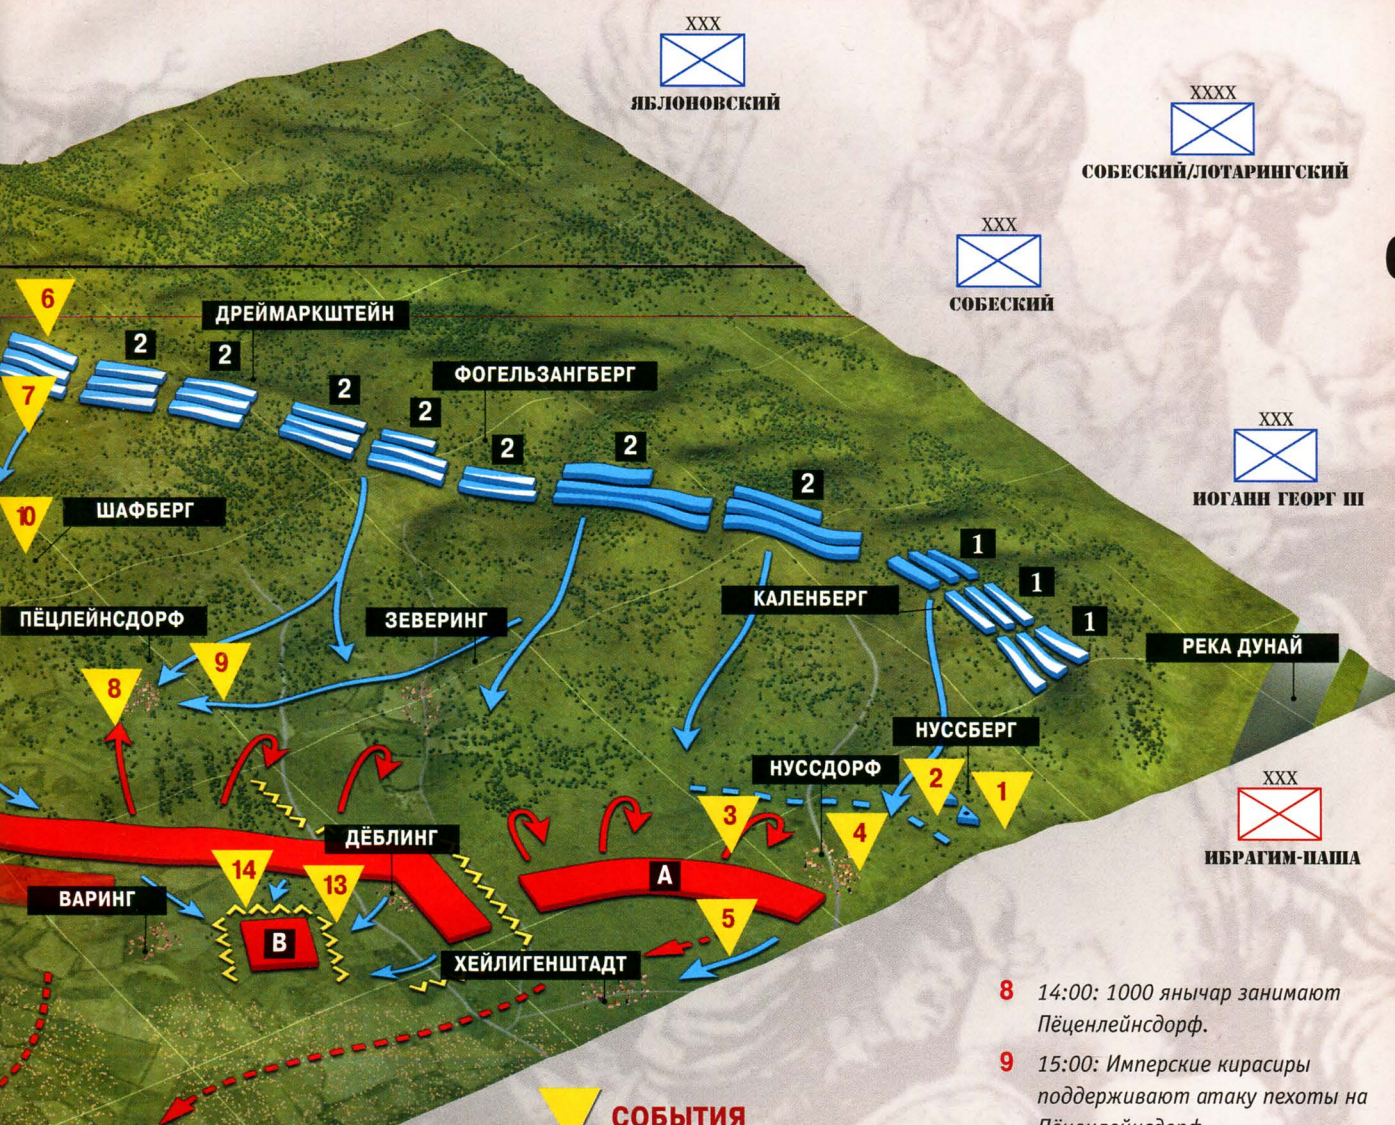 XXX
ЯБЛОНОВСКИЙ
XXXX
СОБЕСКИЙ/ЛОТАРИНГСКИЙ
XXX
СОБЕСКИЙ
6
ДРЕЙМАРКШТЕЙН
2
2
7
2
ФОГЕЛЬЗАНГБЕРГ
2
2
2
2
XXX
ИОГАНН ГЕОРГ III
10
ШАФБЕРГ
1
1
1
КАЛЕНБЕРГ
ПЁЦЛЕЙНСДОРФ
ЗЕВЕРИНГ
РЕКА ДУНАЙ
9
8
НУССБЕРГ
НУССДОРФ
2
1
XXX
ИБРАГИМ-ПАША
3
4
ДЁБЛИНГ
A
14
13
ВАРИНГ
5
B
ХЕЙЛИГЕНШТАДТ
8 14:00: 1000 янычар занимают
Пёценлейнсдорф.
9 15:00: Имперские кирасиры
поддерживают атаку пехоты на
СОБЫТИЯ